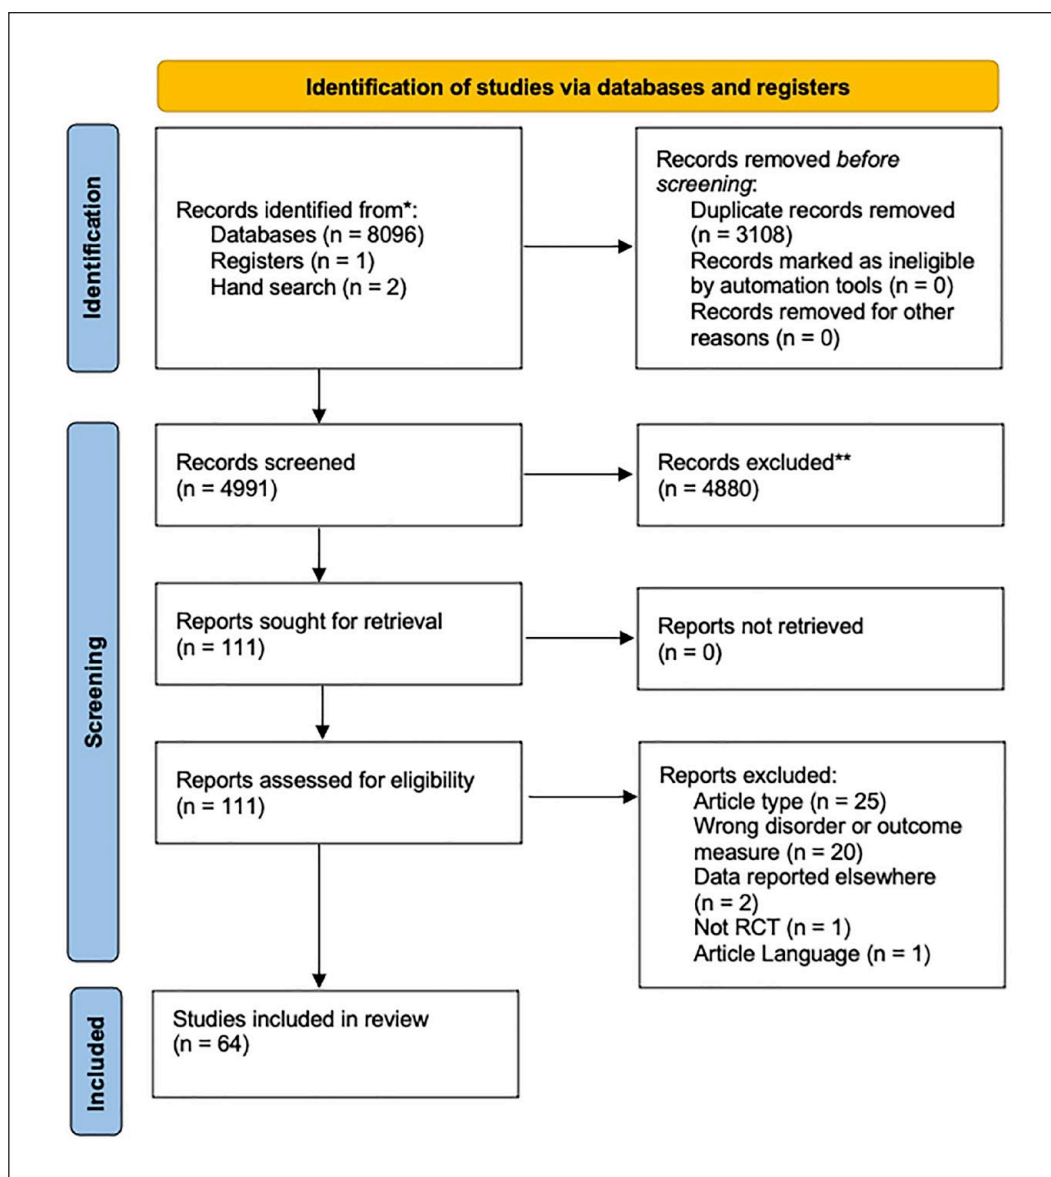 Identification of studies via databases and registers
Identification
Records identified from*:
Databases (n = 8096)
Registers (n = 1)
Hand search (n = 2)
Records removed before
screening:
Duplicate records removed
(n = 3108)
Records marked as ineligible
by automation tools (n = 0)
Records removed for other
reasons (n = 0)
Screening
Records screened
(n = 4991)
Records excluded**
(n = 4880)
Reports sought for retrieval
(n = 111)
Reports not retrieved
(n = 0)
Reports assessed for eligibility
(n = 111)
Reports excluded:
Article type (n = 25)
Wrong disorder or outcome
measure (n = 20)
Data reported elsewhere
(n = 2)
Not RCT (n = 1)
Article Language (n = 1)
Included
Studies included in review
(n = 64)